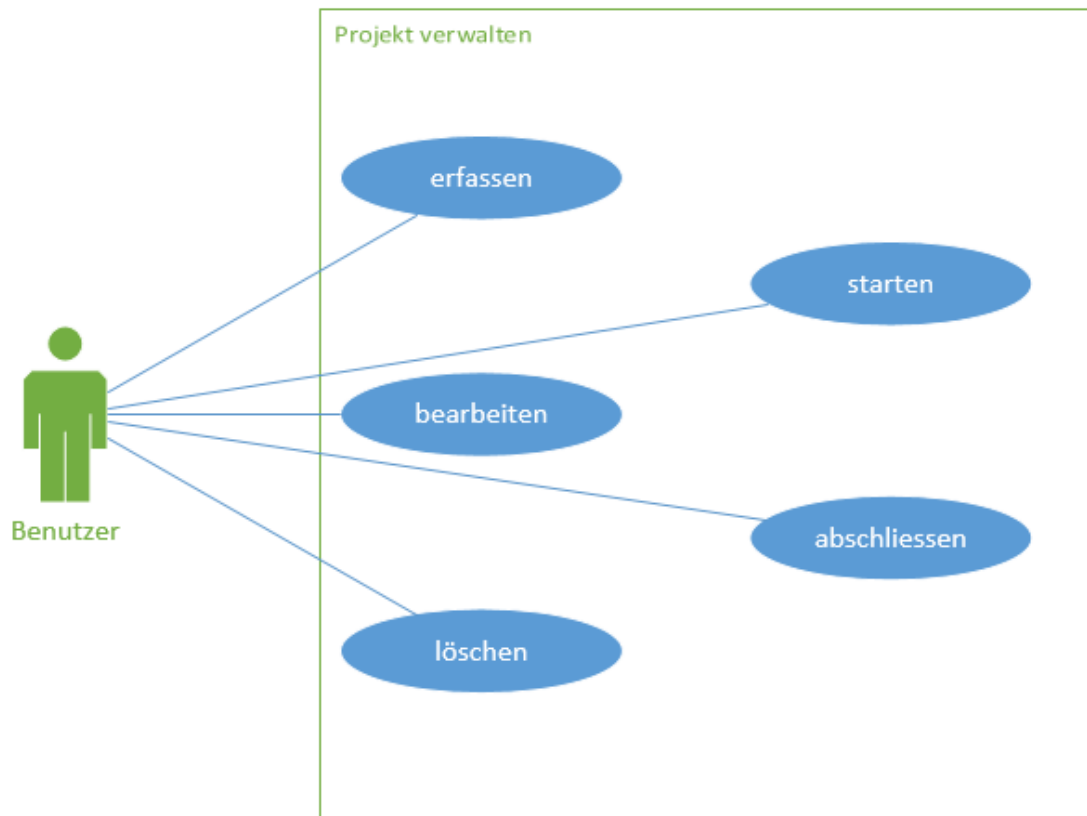 Projekt verwalten
erfassen
starten
bearbeiten
Benutzer
abschliessen
löschen